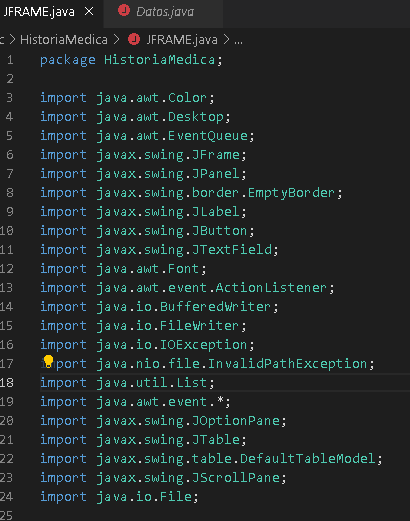 JFRAME.java
Datos.java
c > HistoriaMedica > JFRAME.java > ...
1 package HistoriaMedica;
2
3 import java.awt.Color;
4 import java.awt.Desktop;
5 import java.awt.EventQueue;
6 import javax.swing.JFrame;
7 import javax.swing.JPanel;
8 import javax.swing.border.EmptyBorder;
9 import javax.swing.JLabel;
10 import javax.swing.JButton;
11 import javax.swing.JTextField;
12 import java.awt.Font;
13 import java.awt.event.ActionListener;
14 import java.io.BufferedWriter;
15 import java.io.FileWriter;
16 import java.io.IOException;
17 import java.nio.file.InvalidPathException;
18 import java.util.List;
19 import java.awt.event.*;
20 import javax.swing.JOptionPane;
21 import javax.swing.JTable;
22 import javax.swing.table.DefaultTableModel;
23 import javax.swing.JScrollPane;
24 import java.io.File;
25